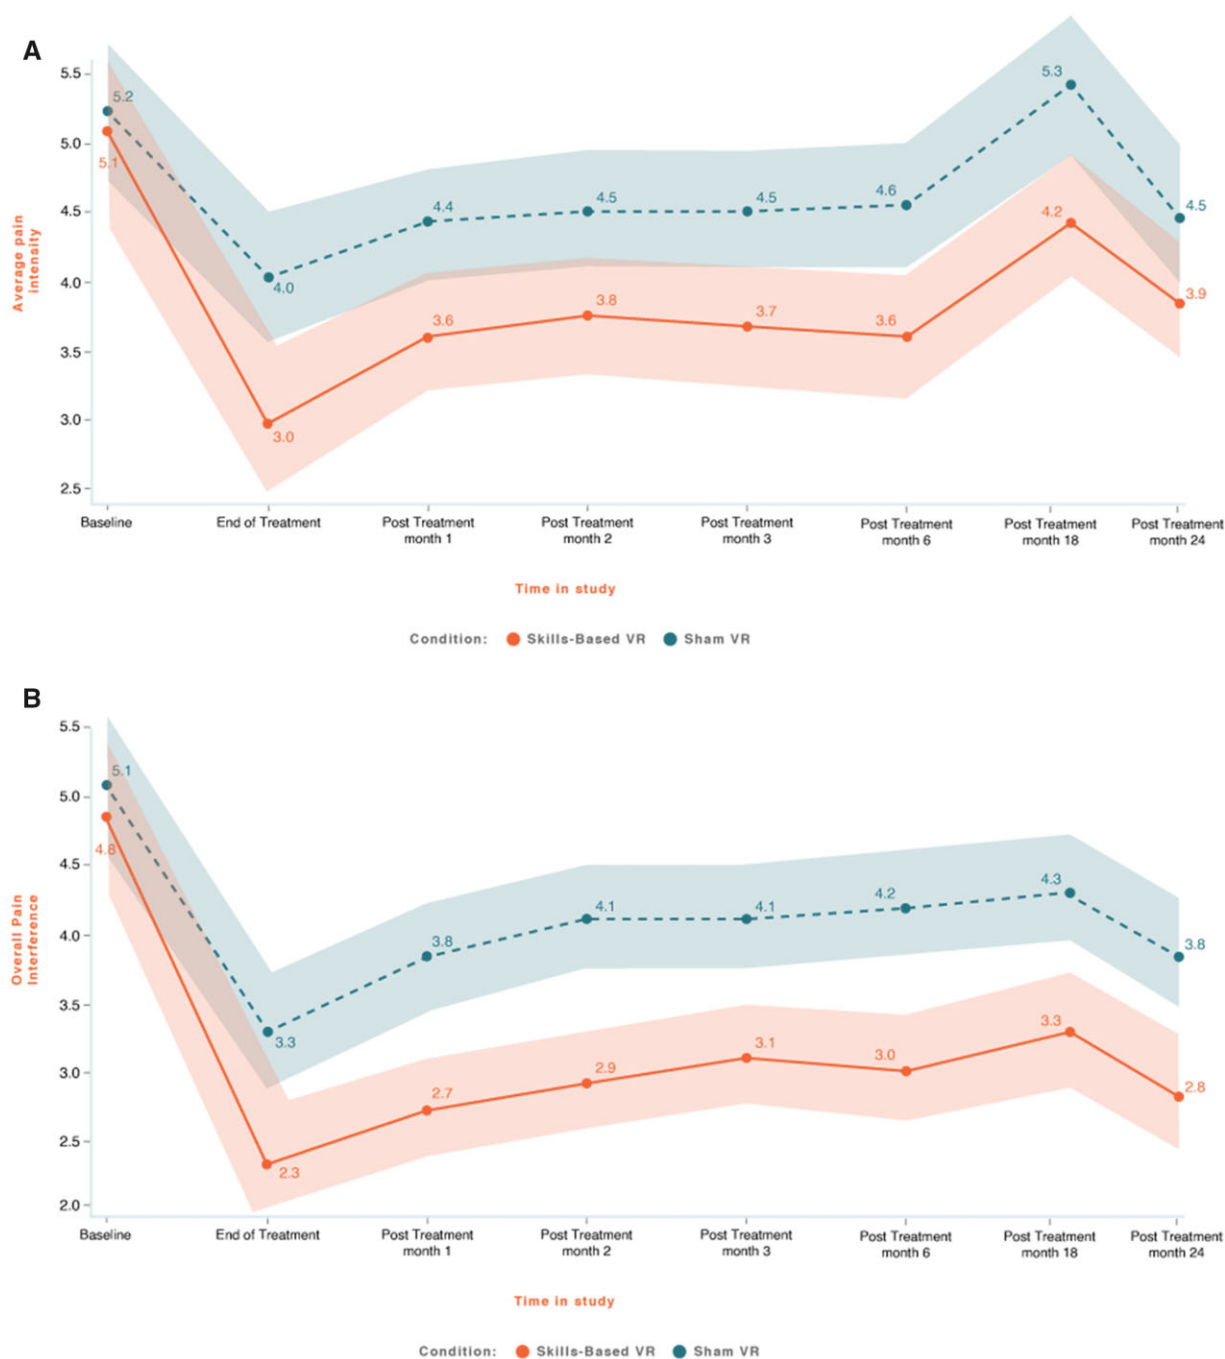 A
5.5
5.0
4.5
4.0
3.5
3.0
2.5
Average pain
intensity
5.2
5.1
4.0
3.0
4.4
3.6
4.5
3.8
4.5
3.7
4.6
3.6
5.3
4.2
4.5
3.9
Baseline
End of Treatment
Post Treatment
month 1
Post Treatment
month 2
Post Treatment
month 3
Post Treatment
month 6
Post Treatment
month 18
Post Treatment
month 24
Time in study
Condition: Skills-Based VR Sham VR
B
5.5
5.0
4.5
4.0
3.5
3.0
2.5
2.0
Overall Pain
Interference
5.1
4.8
3.3
2.3
3.8
2.7
4.1
2.9
4.1
3.1
4.2
3.0
4.3
3.3
3.8
2.8
Baseline
End of Treatment
Post Treatment
month 1
Post Treatment
month 2
Post Treatment
month 3
Post Treatment
month 6
Post Treatment
month 18
Post Treatment
month 24
Time in study
Condition: Skills-Based VR Sham VR